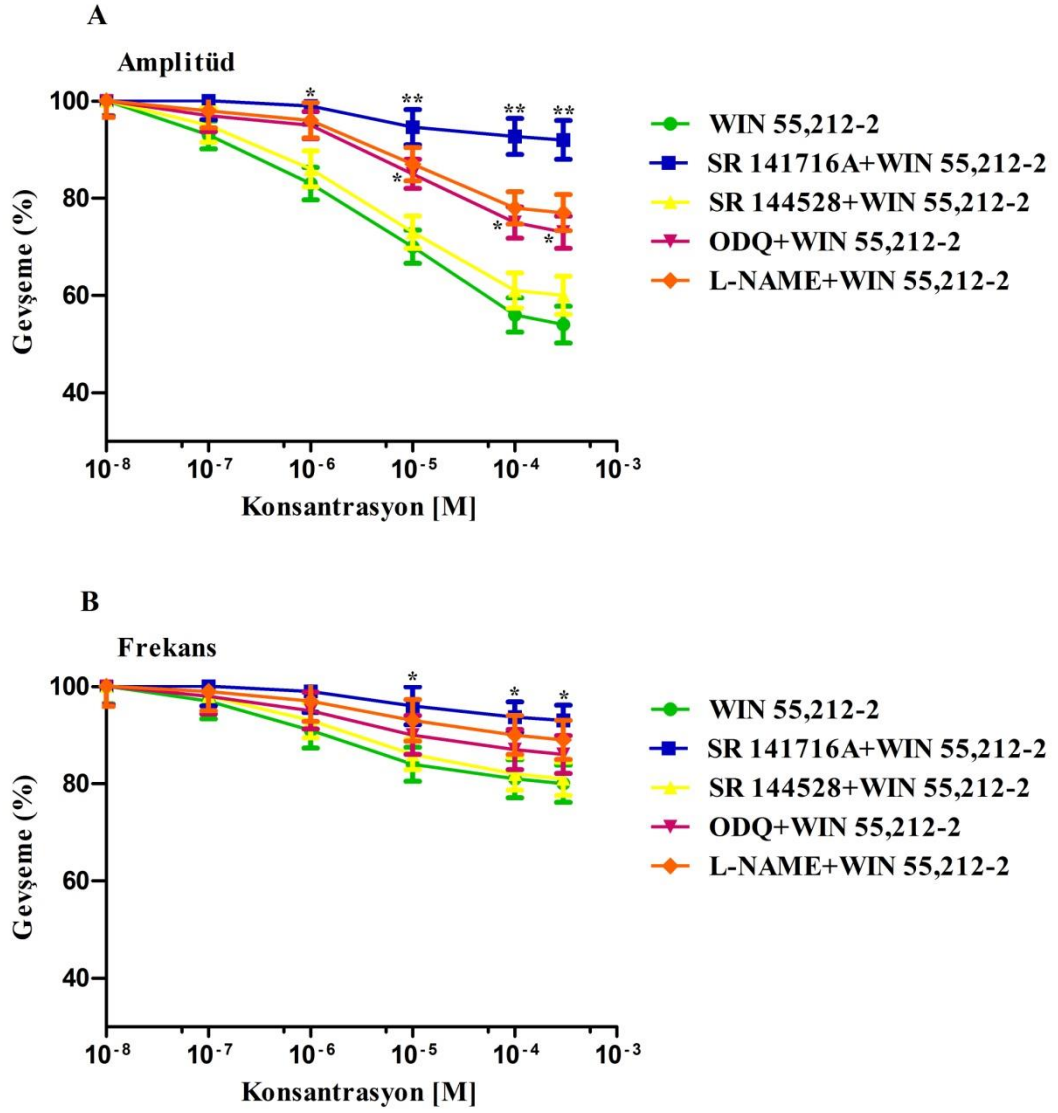 A
Amplitüd
Gevşeme (%)
100
80
60
40
* ** ** **
* * *
10-8 10-7 10-6 10-5 10-4 10-3
Konsantrasyon [M]
WIN 55,212-2
SR 141716A+WIN 55,212-2
SR 144528+WIN 55,212-2
ODQ+WIN 55,212-2
L-NAME+WIN 55,212-2
B
Frekans
Gevşeme (%)
100
80
60
40
* * *
10-8 10-7 10-6 10-5 10-4 10-3
Konsantrasyon [M]
WIN 55,212-2
SR 141716A+WIN 55,212-2
SR 144528+WIN 55,212-2
ODQ+WIN 55,212-2
L-NAME+WIN 55,212-2